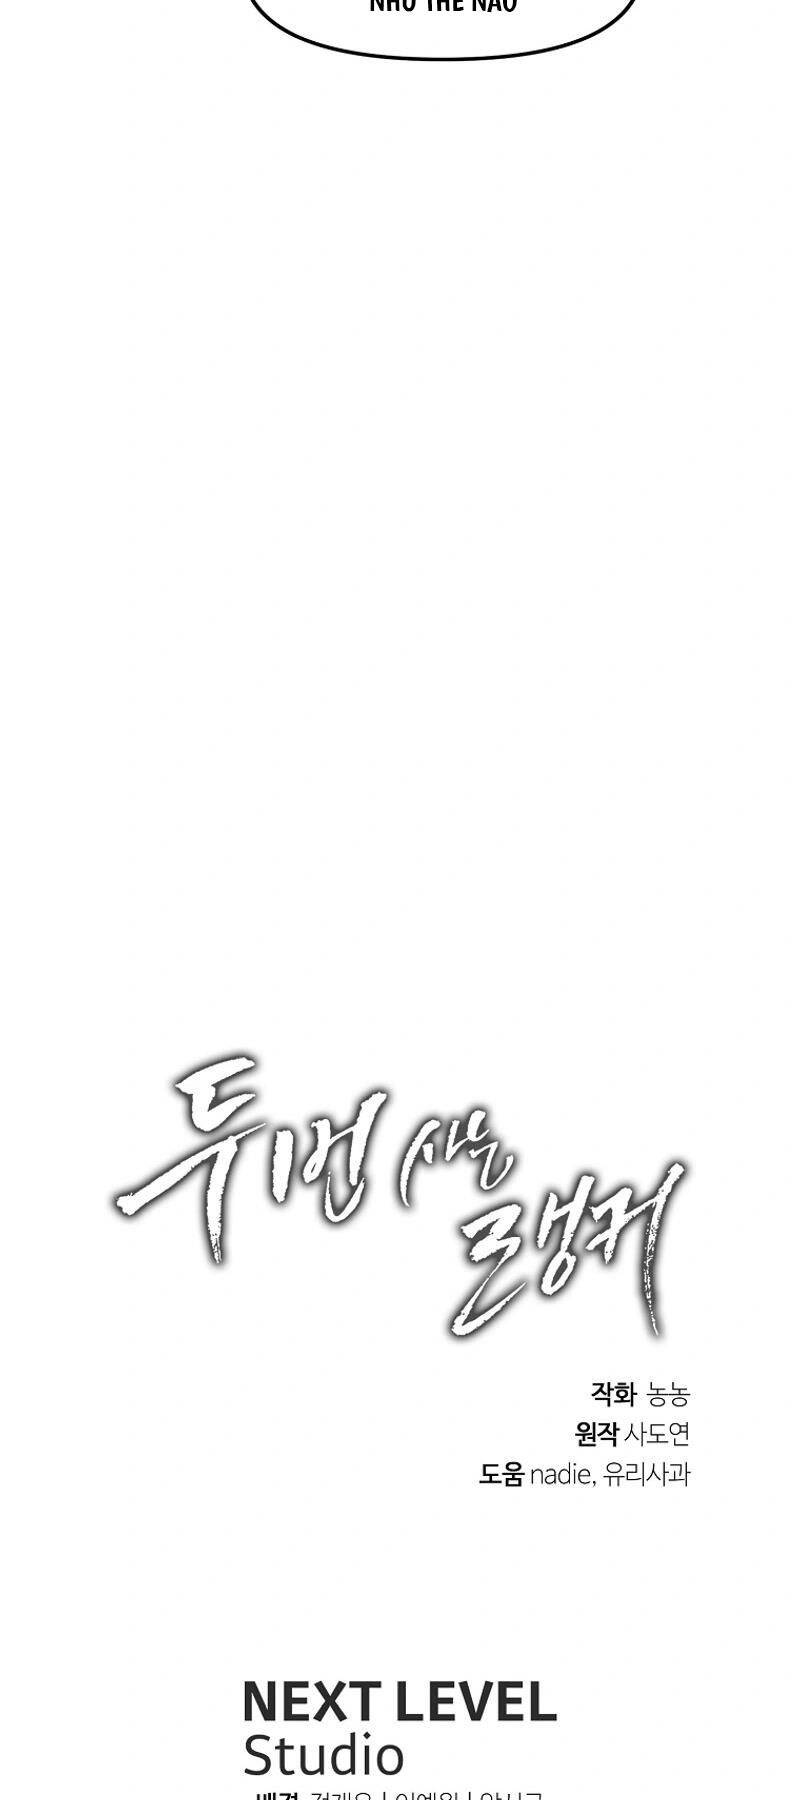 NHƯ THẾ NÀO
두번 사는
랭커
작화 농농
원작 사도연
도움 nadie, 유리사과
NEXT LEVEL
Studio